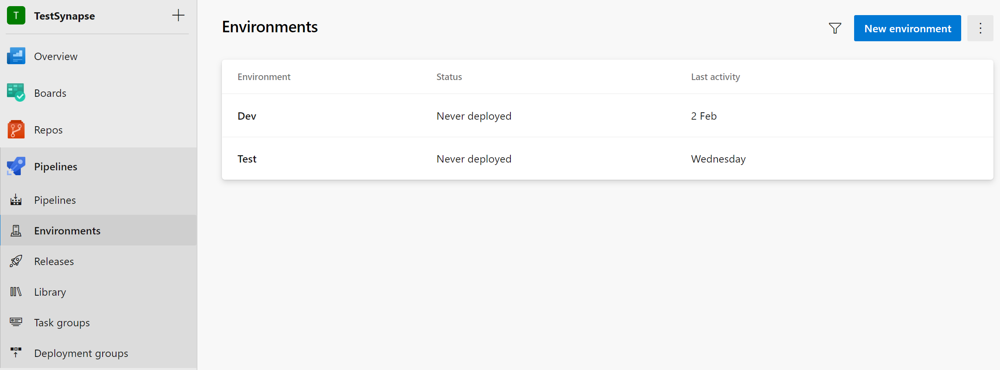 T TestSynapse
Overview
Boards
Repos
Pipelines
Pipelines
Environments
Releases
Library
Task groups
Deployment groups
Environments
New environment
Environment Status Last activity
Dev Never deployed 2 Feb
Test Never deployed Wednesday